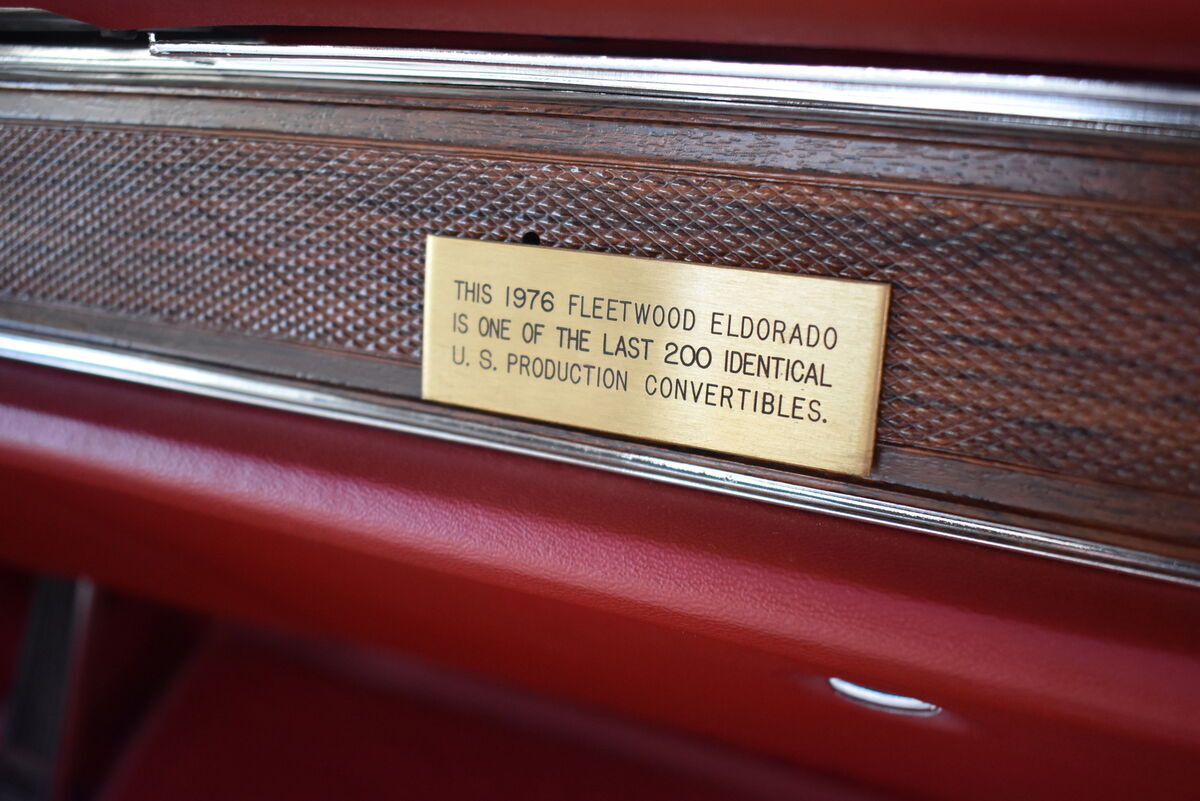 THIS 1976 FLEETWOOD ELDORADO
IS ONE OF THE LAST 200 IDENTICAL
U. S. PRODUCTION CONVERTIBLES.